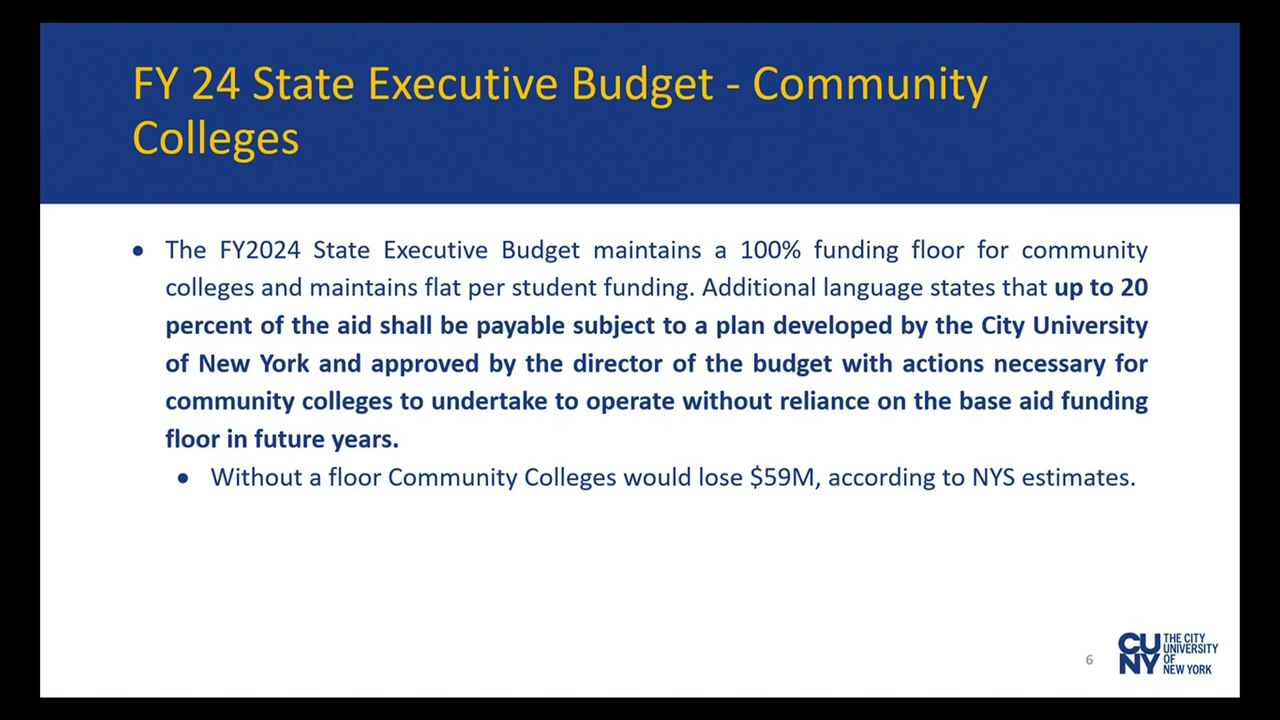 FY 24 State Executive Budget - Community
Colleges
● The FY2024 State Executive Budget maintains a 100% funding floor for community
colleges and maintains flat per student funding. Additional language states that up to 20
percent of the aid shall be payable subject to a plan developed by the City University
of New York and approved by the director of the budget with actions necessary for
community colleges to undertake to operate without reliance on the base aid funding
floor in future years.
● Without a floor Community Colleges would lose $59M, according to NYS estimates.
6
CU
NY
THE CITY
UNIVERSITY
OF
NEW YORK